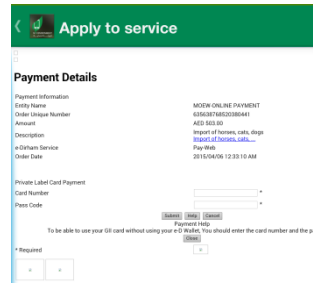 Apply to service
Payment Details
Payment Information
Entity Name MOEW-ONLINE PAYMENT
Order Unique Number 635638768520380441
Amount AED 503.00
Description Import of horses, cats, dogs
Import of horses, cats, ...
e-Dirham Service Pay-Web
Order Date 2015/04/06 12:33:10 AM
Private Label Card Payment
Card Number *
Pass Code *
Submit Help Cancel
Payment Help
To be able to use your GII card without using your e-D Wallet, You should enter the card number and the p
Close
* Required